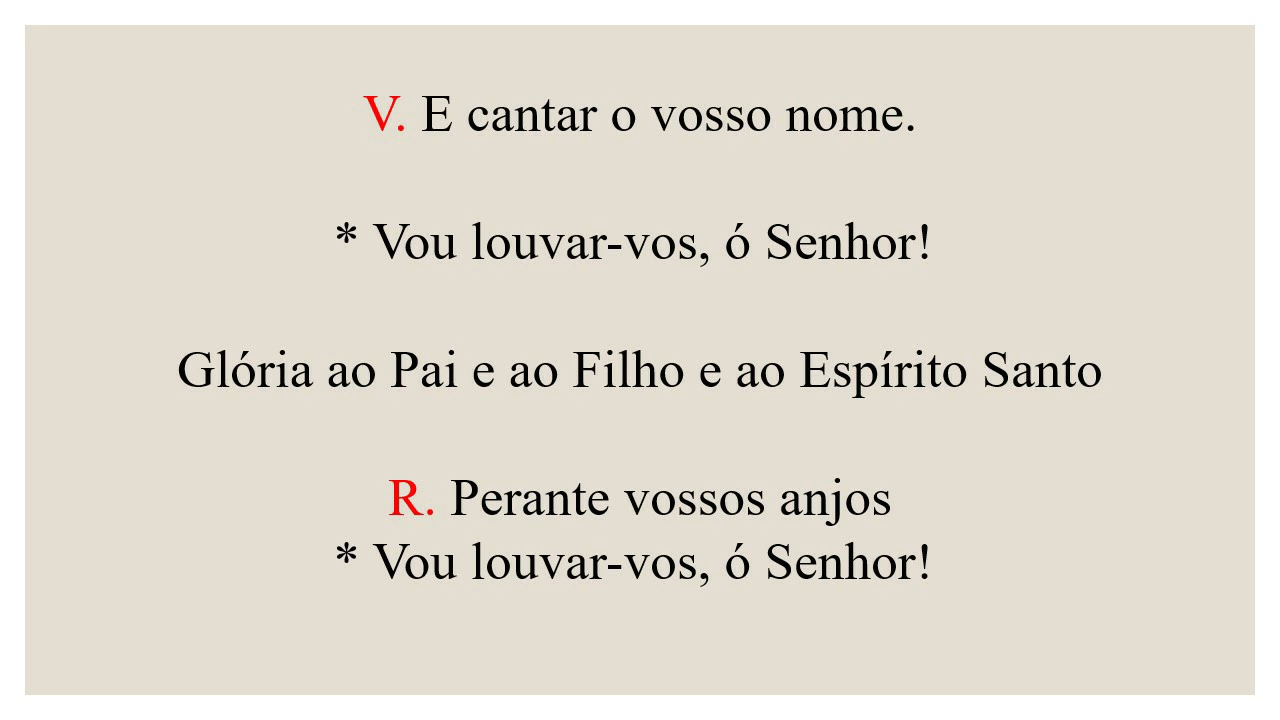 V. E cantar o vosso nome.
* Vou louvar-vos, ó Senhor!
Glória ao Pai e ao Filho e ao Espírito Santo
R. Perante vossos anjos
* Vou louvar-vos, ó Senhor!